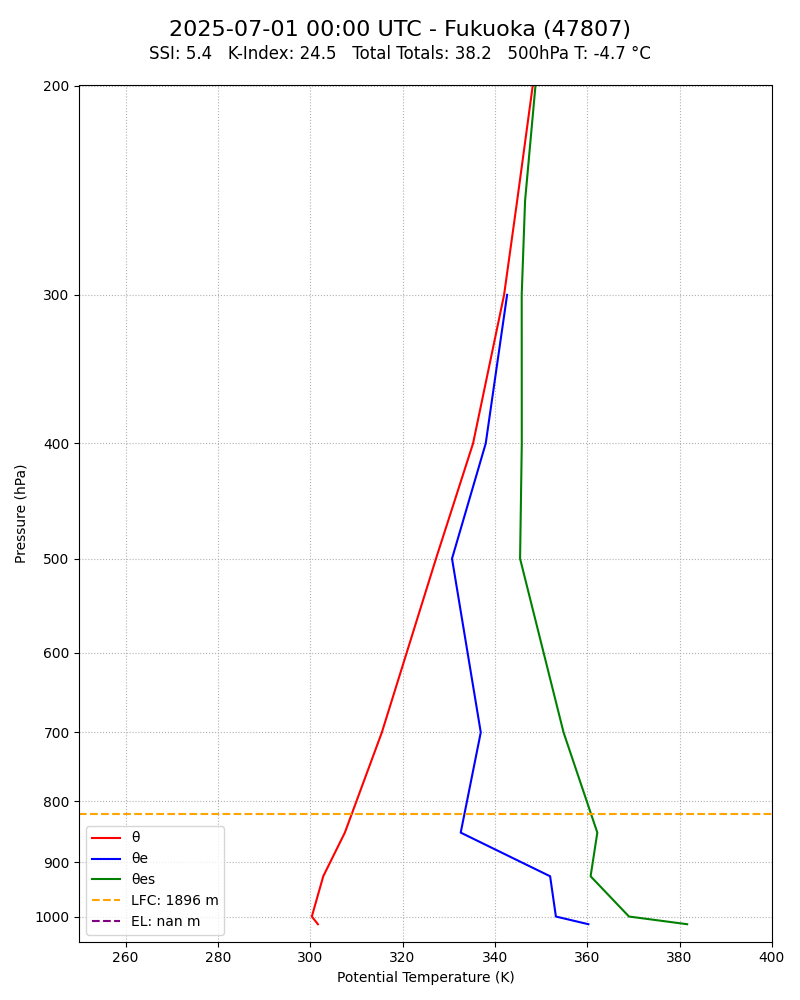 2025-07-01 00:00 UTC - Fukuoka (47807)
SSI: 5.4 K-Index: 24.5 Total Totals: 38.2 500hPa T: -4.7 °C
200
300
400
500
600
700
800
900
1000
Pressure (hPa)
θ
θe
θes
LFC: 1896 m
EL: nan m
260 280 300 320 340 360 380 400
Potential Temperature (K)